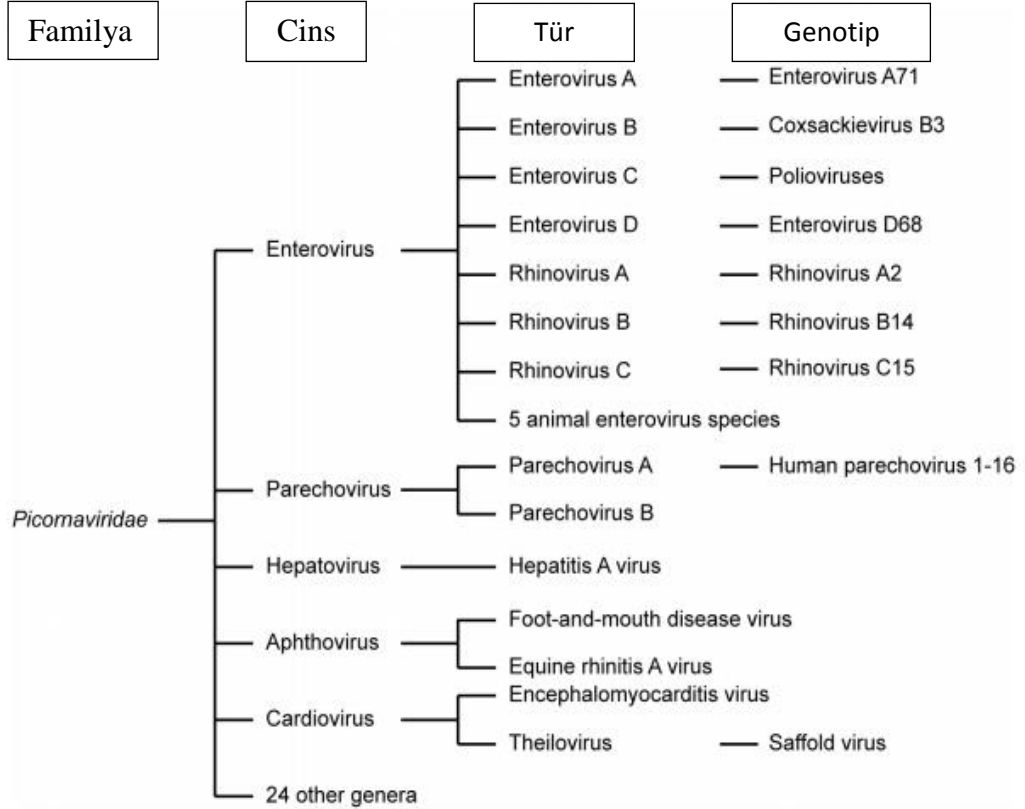 Familya Cins Tür Genotip
Enterovirus A Enterovirus A71
Enterovirus B Coxsackievirus B3
Enterovirus C Polioviruses
Enterovirus D Enterovirus D68
Enterovirus
Rhinovirus A Rhinovirus A2
Rhinovirus B Rhinovirus B14
Rhinovirus C Rhinovirus C15
5 animal enterovirus species
Parechovirus A Human parechovirus 1-16
Parechovirus
Parechovirus B
Picornaviridae
Hepatovirus Hepatitis A virus
Foot-and-mouth disease virus
Aphthovirus
Equine rhinitis A virus
Encephalomyocarditis virus
Cardiovirus
Theilovirus Saffold virus
24 other genera